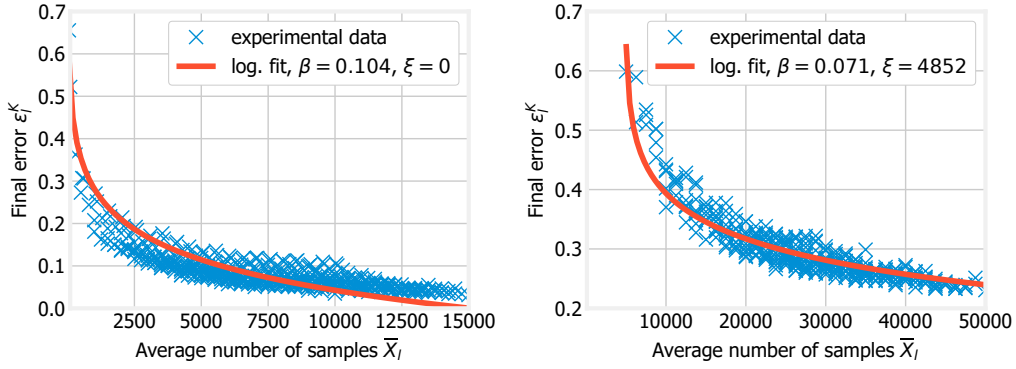 0.7
0.6
0.5
0.4
0.3
0.2
0.1
0.0
Final error ε_l^K
experimental data
log. fit, β = 0.104, ξ = 0
2500 5000 7500 10000 12500 15000
Average number of samples X̅_l
0.7
0.6
0.5
0.4
0.3
0.2
Final error ε_l^K
experimental data
log. fit, β = 0.071, ξ = 4852
10000 20000 30000 40000 50000
Average number of samples X̅_l